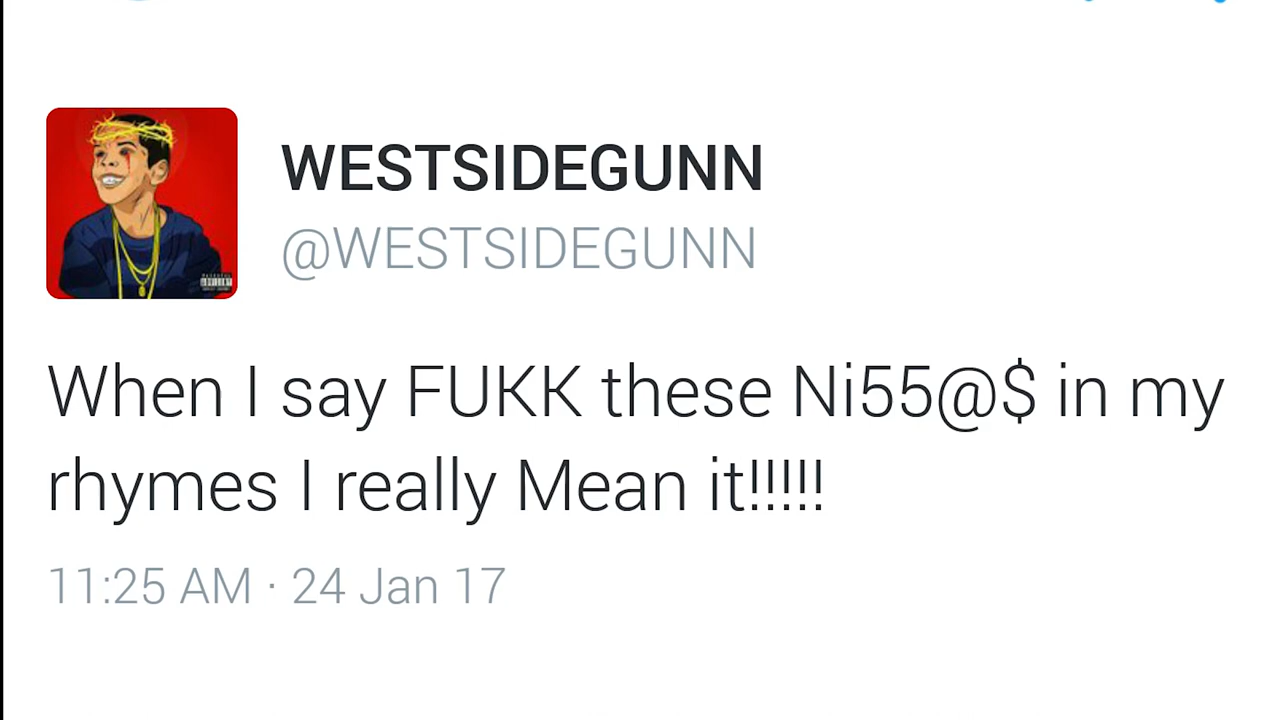 WESTSIDEGUNN
@WESTSIDEGUNN
When I say FUKK these Ni55@$ in my
rhymes I really Mean it!!!!!
11:25 AM · 24 Jan 17